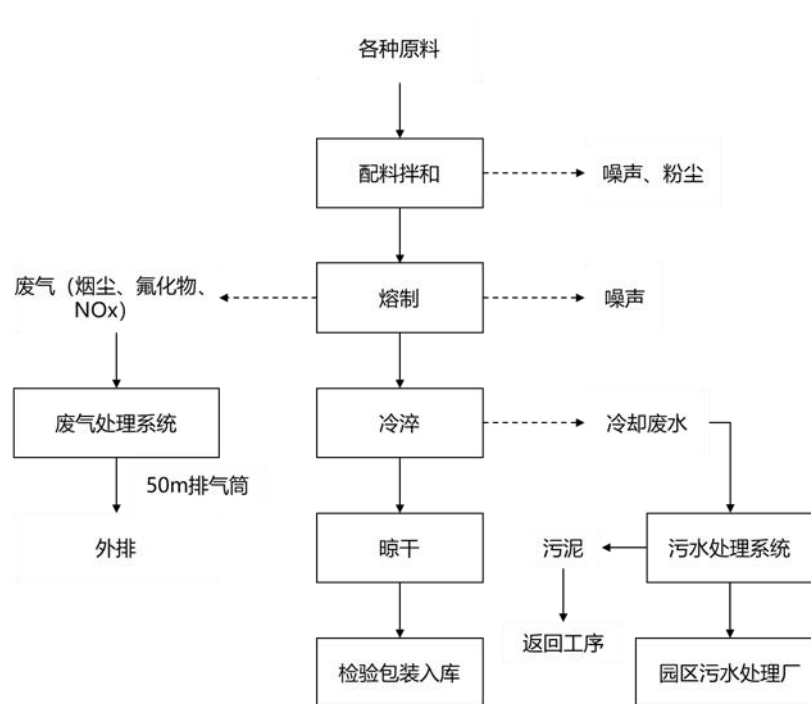 各种原料
配料拌和
噪声、粉尘
废气（烟尘、氟化物、
NOx）
熔制
噪声
废气处理系统
冷淬
冷却废水
50m排气筒
外排
晾干
污泥
污水处理系统
返回工序
检验包装入库
园区污水处理厂